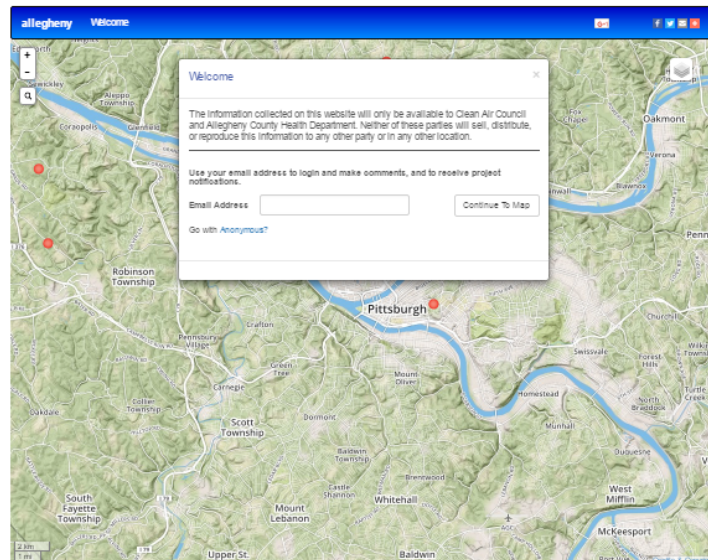 allegheny Welcome
G+
+
-
Welcome
×
The information collected on this website will only be available to Clean Air Council
and Allegheny County Health Department. Neither of these parties will sell, distribute,
or reproduce this information to any other party or in any other location.
Use your email address to login and make comments, and to receive project
notifications.
Email Address
Continue To Map
Go with Anonymous?
Sewickley
Aleppo
Township
Coraopolis
Glenfield
Fox
Chapel
Oakmont
Verona
Blawnox
Penn
Robinson
Township
Pittsburgh
Churchill
Crafton
Pennsbury
Village
Green
Tree
Carnegie
Mount
Oliver
Swissvale
Forest
Hills
Wilki
Towns
Turtle
Creek
North
Braddock
Homestead
Munhall
Oakdale
Collier
Township
Scott
Township
Dormont
Baldwin
Township
Duquesne
Castle
Shannon
Brentwood
Whitehall
West
Mifflin
South
Fayette
Township
I 79
Mount
Lebanon
McKeesport
2 km
1 mi
Upper St.
Baldwin